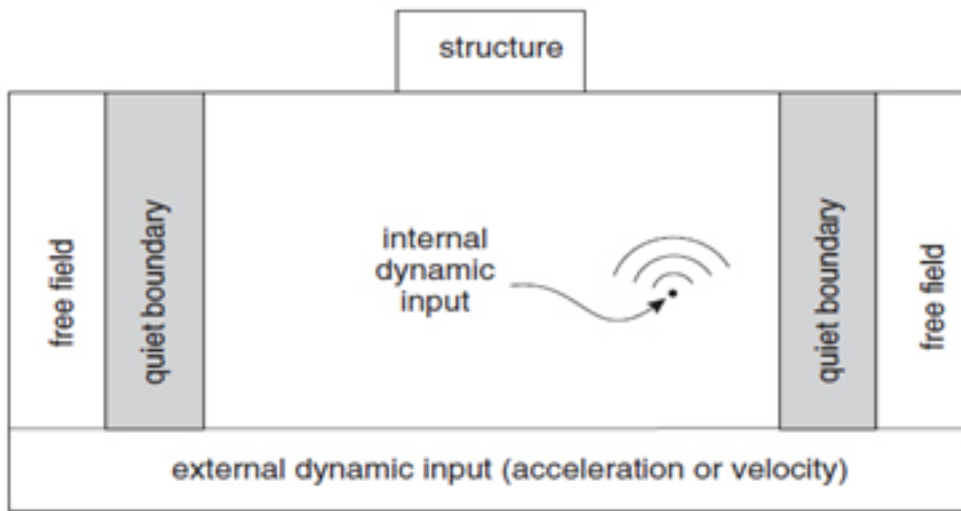 structure
free field
quiet boundary
internal
dynamic
input
quiet boundary
free field
external dynamic input (acceleration or velocity)